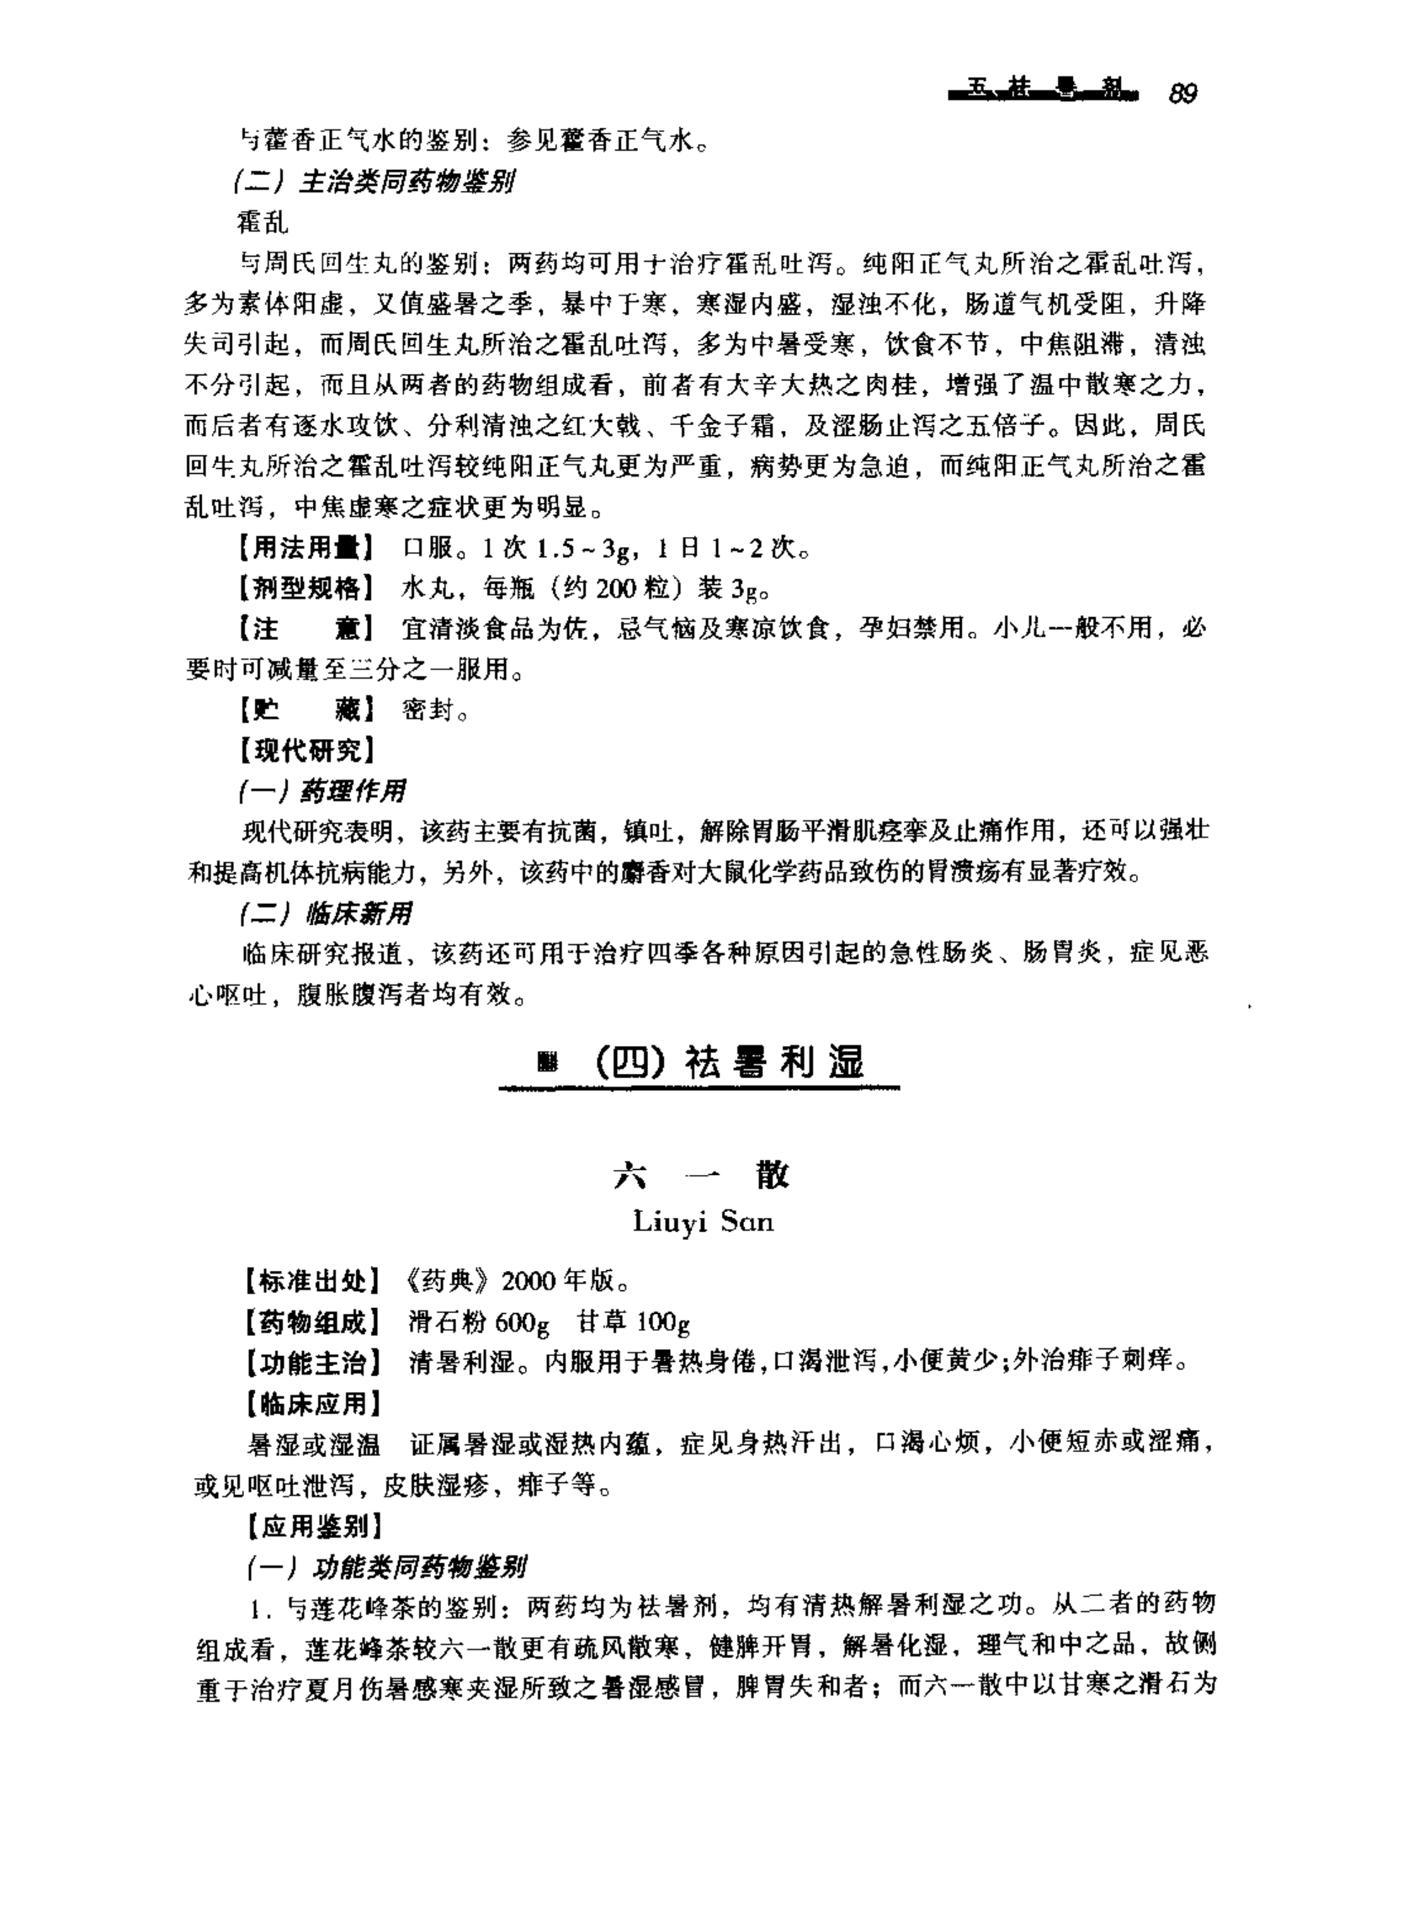 五、祛暑剂 89
与藿香正气水的鉴别：参见藿香正气水。
（二）主治类同药物鉴别
霍乱
与周氏回生丸的鉴别：两药均可用于治疗霍乱吐泻。纯阳正气丸所治之霍乱吐泻，
多为素体阳虚，又值盛暑之季，暴中于寒，寒湿内盛，湿浊不化，肠道气机受阻，升降
失司引起，而周氏回生丸所治之霍乱吐泻，多为中暑受寒，饮食不节，中焦阻滞，清浊
不分引起，而且从两者的药物组成看，前者有大辛大热之肉桂，增强了温中散寒之力，
而后者有逐水攻饮、分利清浊之红大戟、千金子霜，及涩肠止泻之五倍子。因此，周氏
回生丸所治之霍乱吐泻较纯阳正气丸更为严重，病势更为急迫，而纯阳正气丸所治之霍
乱吐泻，中焦虚寒之症状更为明显。
【用法用量】 口服。1次1.5～3g，1日1～2次。
【剂型规格】 水丸，每瓶（约200粒）装3g。
【注　　意】 宜清淡食品为佐，忌气恼及寒凉饮食，孕妇禁用。小儿一般不用，必
要时可减量至三分之一服用。
【贮　　藏】 密封。
【现代研究】
（一）药理作用
现代研究表明，该药主要有抗菌，镇吐，解除胃肠平滑肌痉挛及止痛作用，还可以强壮
和提高机体抗病能力，另外，该药中的麝香对大鼠化学药品致伤的胃溃疡有显著疗效。
（二）临床新用
临床研究报道，该药还可用于治疗四季各种原因引起的急性肠炎、肠胃炎，症见恶
心呕吐，腹胀腹泻者均有效。
（四）祛暑利湿
六一散
Liuyi San
【标准出处】《药典》2000年版。
【药物组成】 滑石粉600g　甘草100g
【功能主治】 清暑利湿。内服用于暑热身倦,口渴泄泻,小便黄少;外治痱子刺痒。
【临床应用】
暑湿或湿温　证属暑湿或湿热内蕴，症见身热汗出，口渴心烦，小便短赤或涩痛，
或见呕吐泄泻，皮肤湿疹，痱子等。
【应用鉴别】
（一）功能类同药物鉴别
1. 与莲花峰茶的鉴别：两药均为祛暑剂，均有清热解暑利湿之功。从二者的药物
组成看，莲花峰茶较六一散更有疏风散寒，健脾开胃，解暑化湿，理气和中之品，故侧
重于治疗夏月伤暑感寒夹湿所致之暑湿感冒，脾胃失和者；而六一散中以甘寒之滑石为